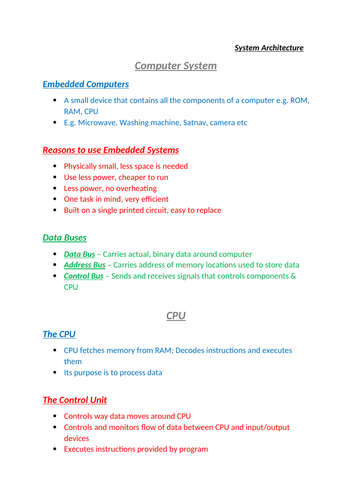 System Architecture
Computer System
Embedded Computers
• A small device that contains all the components of a computer e.g. ROM,
RAM, CPU
• E.g. Microwave, Washing machine, Satnav, camera etc
Reasons to use Embedded Systems
• Physically small, less space is needed
• Use less power, cheaper to run
• Less power, no overheating
• One task in mind, very efficient
• Built on a single printed circuit, easy to replace
Data Buses
• Data Bus – Carries actual, binary data around computer
• Address Bus – Carries address of memory locations used to store data
• Control Bus – Sends and receives signals that controls components &
CPU
CPU
The CPU
• CPU fetches memory from RAM; Decodes instructions and executes
them
• Its purpose is to process data
The Control Unit
• Controls way data moves around CPU
• Controls and monitors flow of data between CPU and input/output
devices
• Executes instructions provided by program